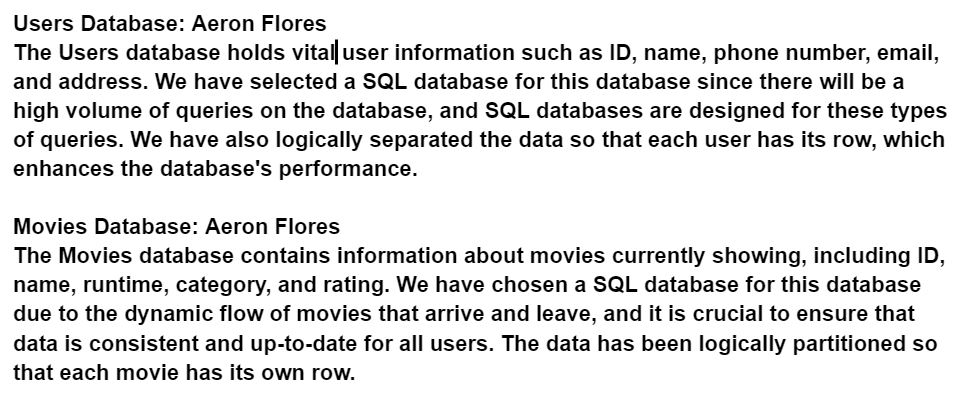 Users Database: Aeron Flores
The Users database holds vital user information such as ID, name, phone number, email,
and address. We have selected a SQL database for this database since there will be a
high volume of queries on the database, and SQL databases are designed for these types
of queries. We have also logically separated the data so that each user has its row, which
enhances the database's performance.
Movies Database: Aeron Flores
The Movies database contains information about movies currently showing, including ID,
name, runtime, category, and rating. We have chosen a SQL database for this database
due to the dynamic flow of movies that arrive and leave, and it is crucial to ensure that
data is consistent and up-to-date for all users. The data has been logically partitioned so
that each movie has its own row.